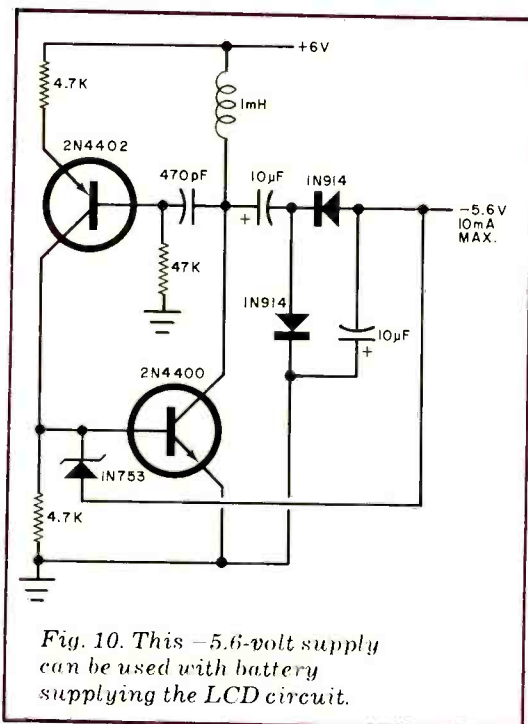 +6V
4.7K
1mH
2N4402
470pF
10µF
1N914
-5.6V
10mA
MAX.
+
47K
1N914
10µF
+
2N4400
1N753
4.7K
Fig. 10. This -5.6-volt supply
can be used with battery
supplying the LCD circuit.